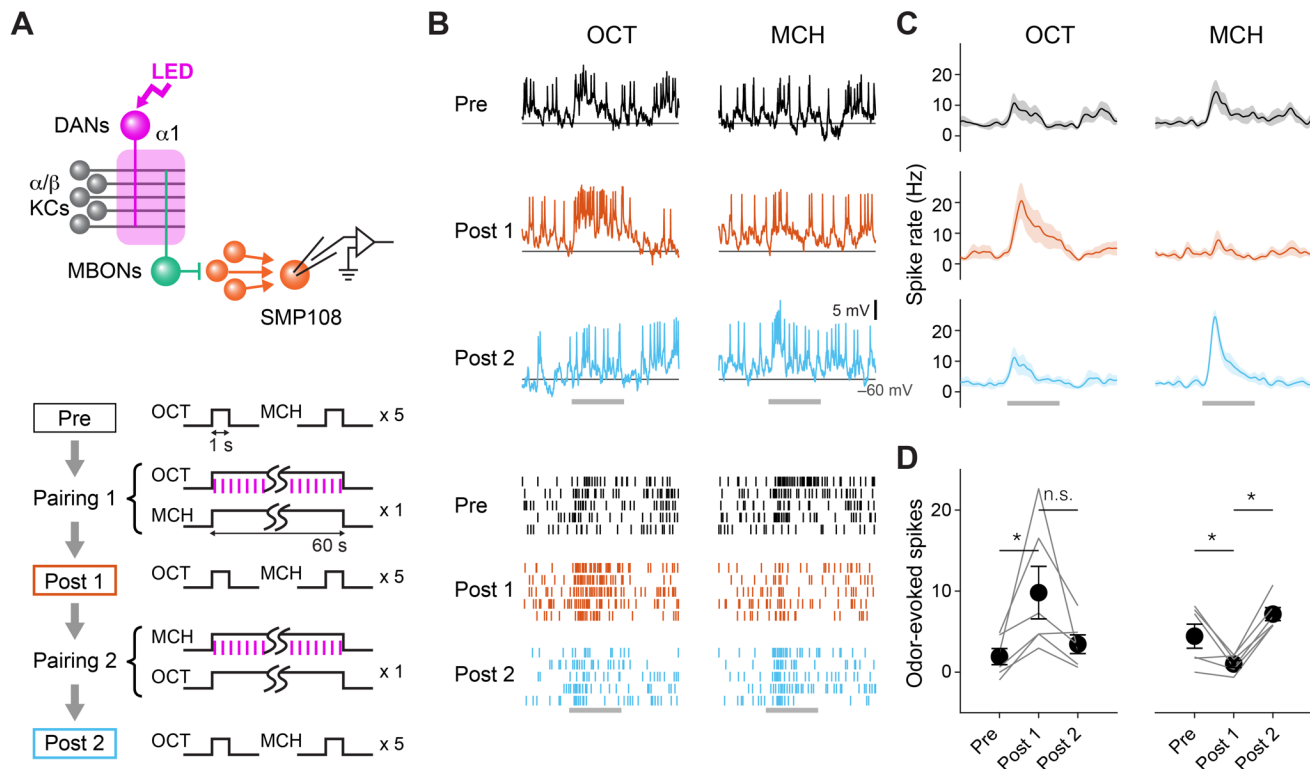 A
LED
DANs
α1
α/β
KCs
MBONs
SMP108
Pre
OCT
MCH
x 5
1 s
Pairing 1
OCT
MCH
x 1
60 s
Post 1
OCT
MCH
x 5
Pairing 2
MCH
OCT
x 1
Post 2
OCT
MCH
x 5
B
OCT
MCH
Pre
Post 1
Post 2
5 mV
−60 mV
Pre
Post 1
Post 2
C
OCT
MCH
Spike rate (Hz)
20
10
0
20
10
0
20
10
0
D
Odor-evoked spikes
20
10
0
*
n.s.
*
*
Pre
Post 1
Post 2
Pre
Post 1
Post 2